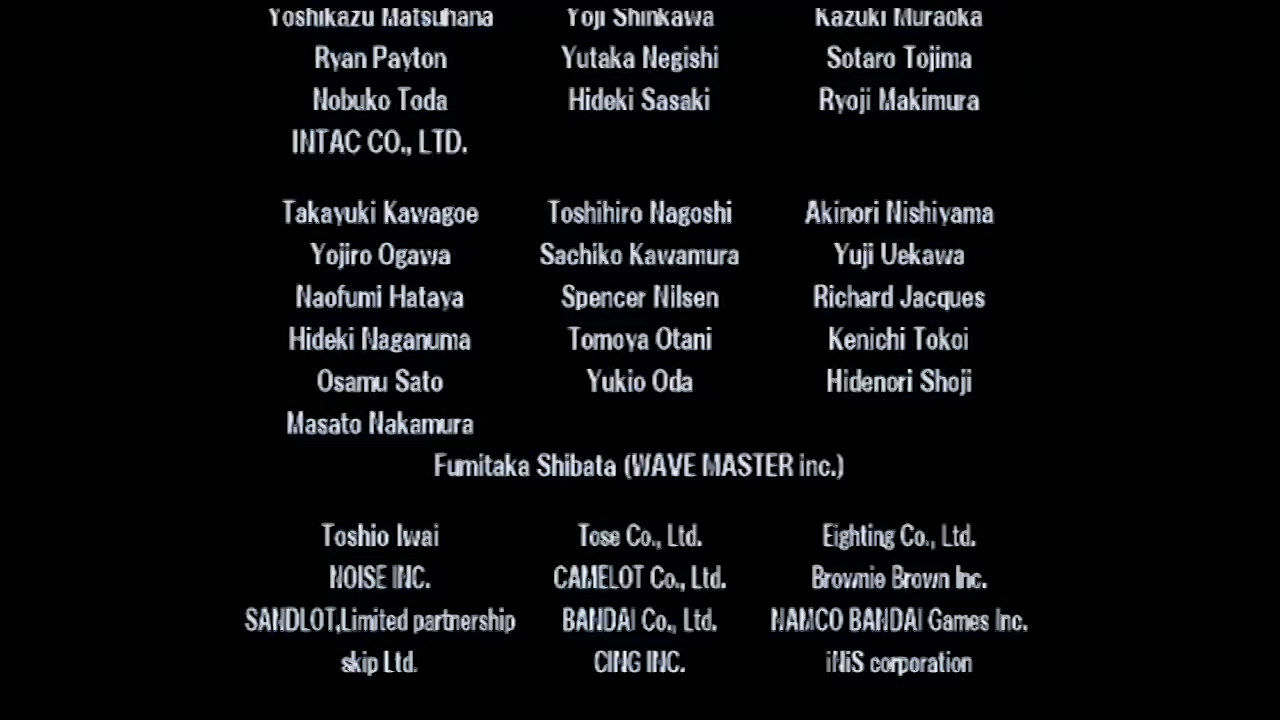 Yoshikazu Matsuhana Yoji Shinkawa Kazuki Muraoka
Ryan Payton Yutaka Negishi Sotaro Tojima
Nobuko Toda Hideki Sasaki Ryoji Makimura
INTAC CO., LTD.
Takayuki Kawagoe Toshihiro Nagoshi Akinori Nishiyama
Yojiro Ogawa Sachiko Kawamura Yuji Uekawa
Naofumi Hataya Spencer Nilsen Richard Jacques
Hideki Naganuma Tomoya Otani Kenichi Tokoi
Osamu Sato Yukio Oda Hidenori Shoji
Masato Nakamura
Fumitaka Shibata (WAVE MASTER inc.)
Toshio Iwai Tose Co., Ltd. Eighting Co., Ltd.
NOISE INC. CAMELOT Co., Ltd. Brownie Brown Inc.
SANDLOT,Limited partnership BANDAI Co., Ltd. NAMCO BANDAI Games Inc.
skip Ltd. CING INC. iNiS corporation